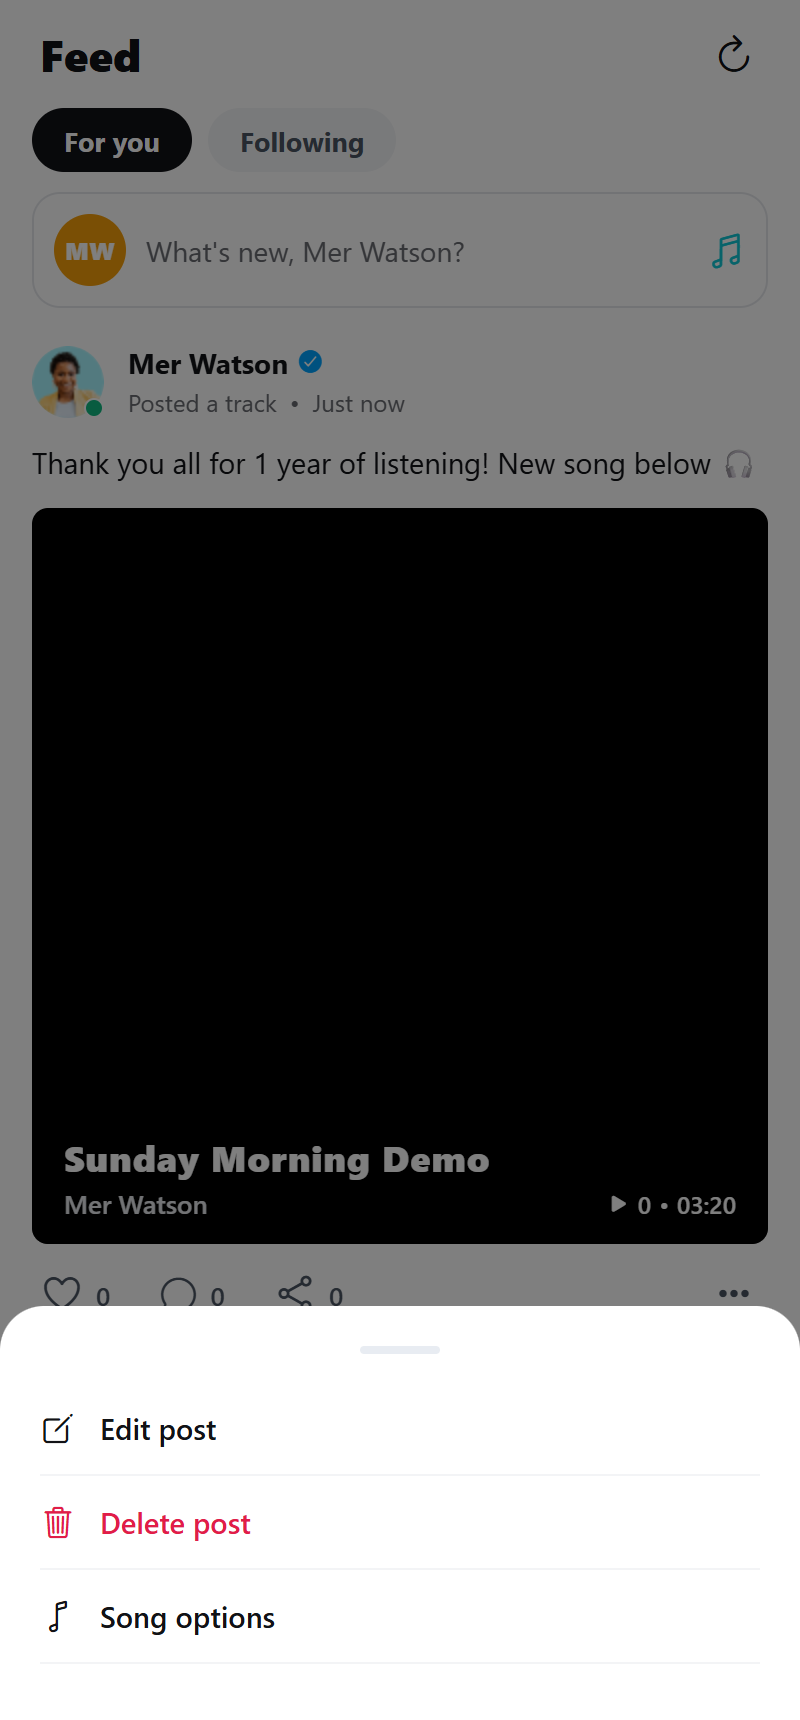 Feed
For you
Following
MW
What's new, Mer Watson?
Mer Watson
Posted a track • Just now
Thank you all for 1 year of listening! New song below 🎧
Sunday Morning Demo
Mer Watson
0 • 03:20
0
0
0
Edit post
Delete post
Song options